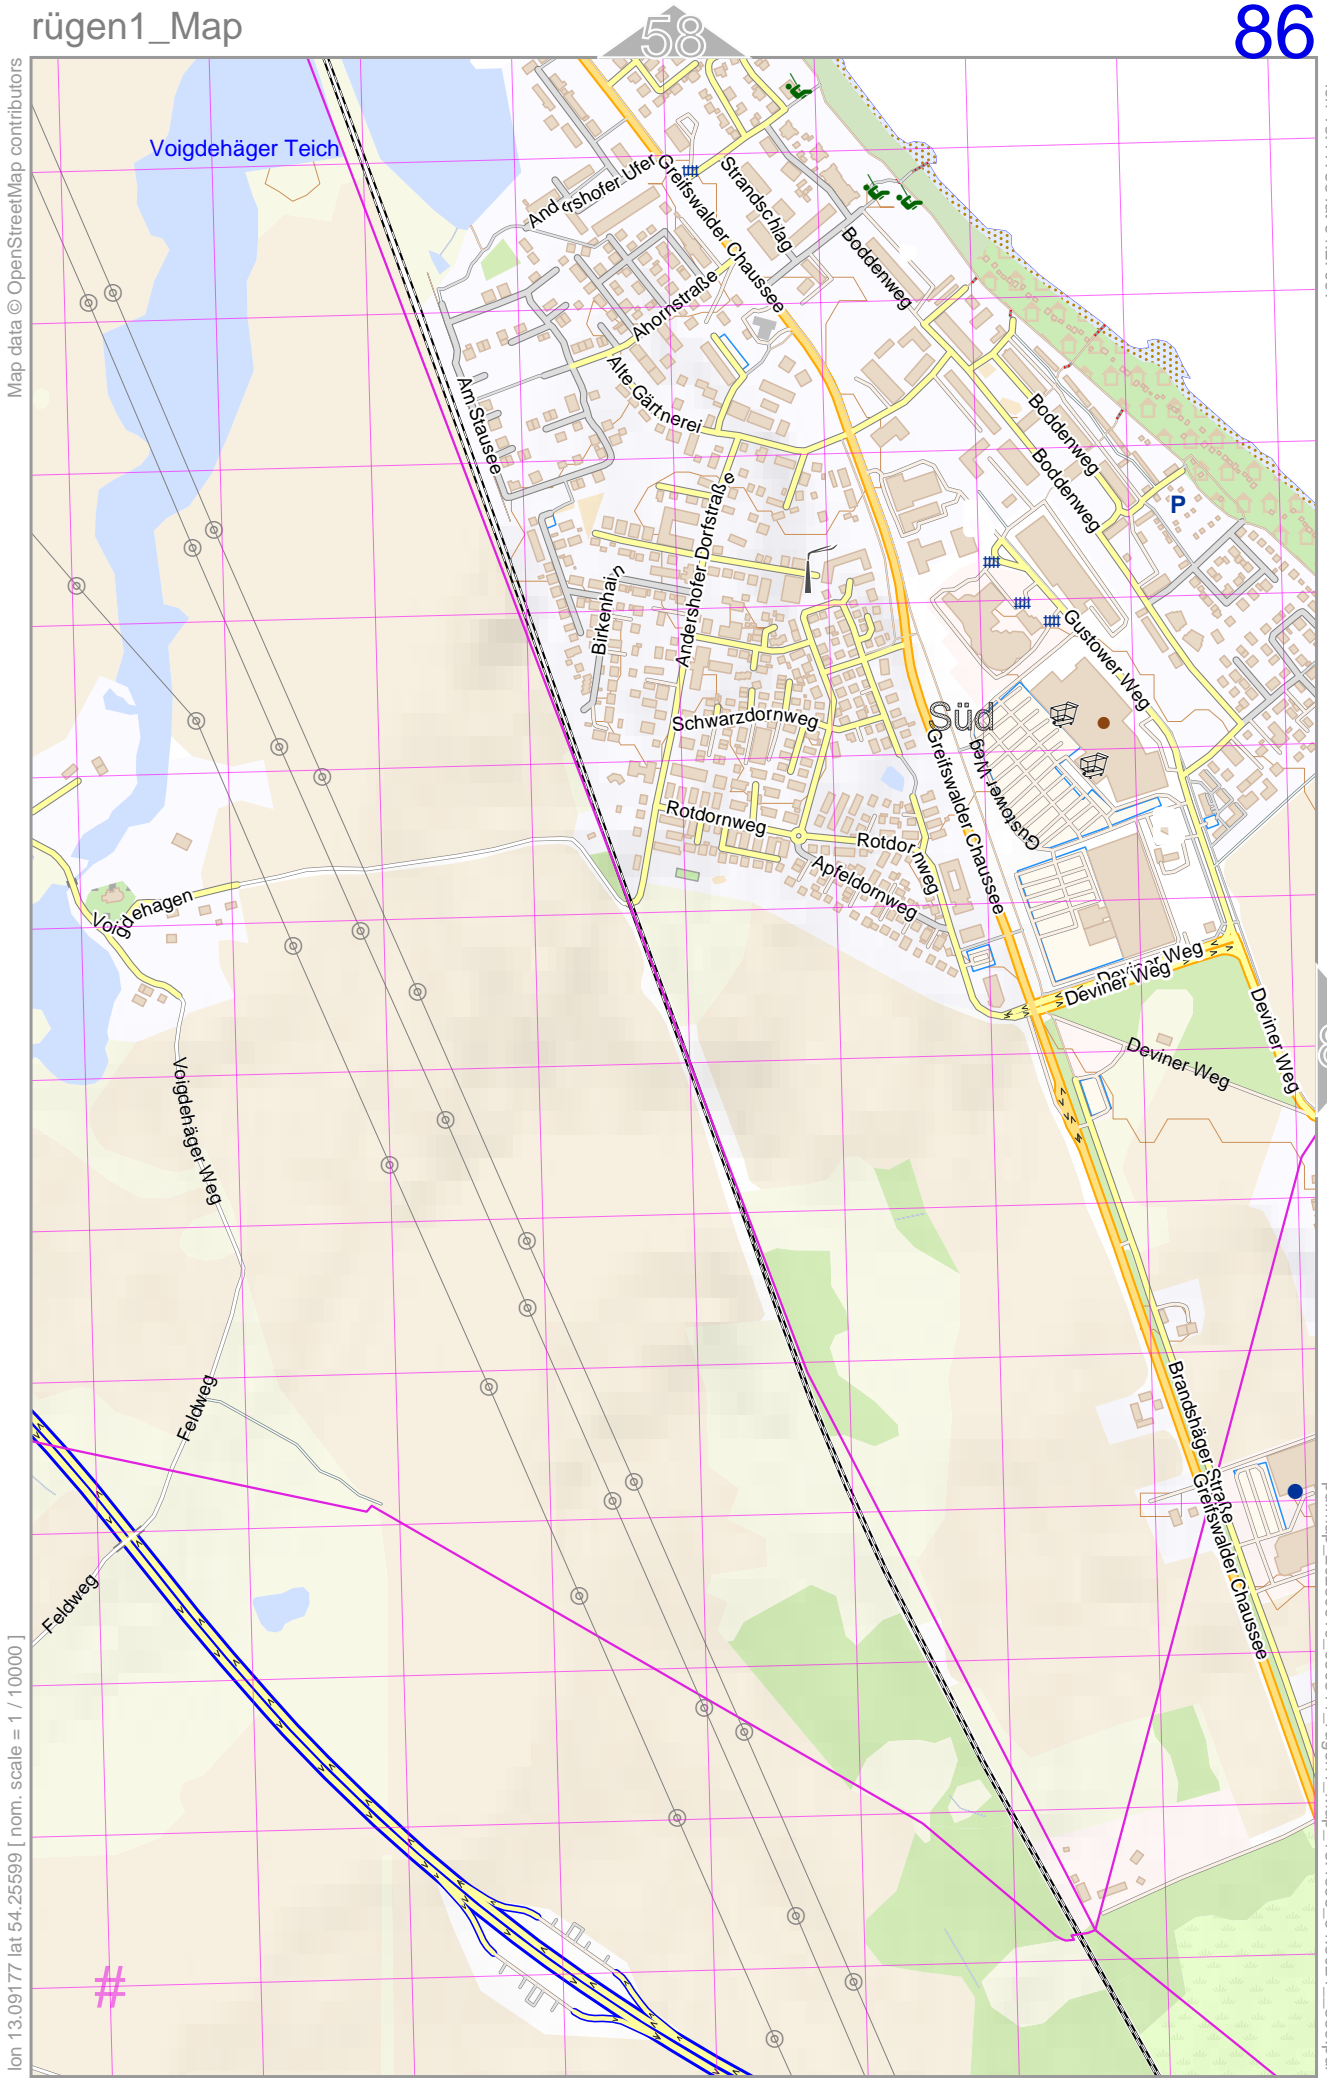 rügen1_Map
58
86
Map data © OpenStreetMap contributors
Voigdehäger Teich
Andershofer Ufer
Greifswalder Chaussee
Strandschlag
Boddenweg
Ahornstraße
Alte Gärtnerei
Am Stausee
Boddenweg
Boddenweg
P
Andershofer Dorfstraße
Birkenhain
Gustower Weg
Schwarzdornweg
Süd
Greifswalder Chaussee
Gustower Weg
Rotdornweg
Rotdornweg
Apfeldornweg
Voigdehagen
Deviner Weg
Deviner Weg
Deviner Weg
Deviner Weg
Voigdehäger Weg
Feldweg
Brandshäger Straße
Greifswalder Chaussee
Feldweg
lon 13.09177 lat 54.25599 [ nom. scale = 1 / 10000 ]
#